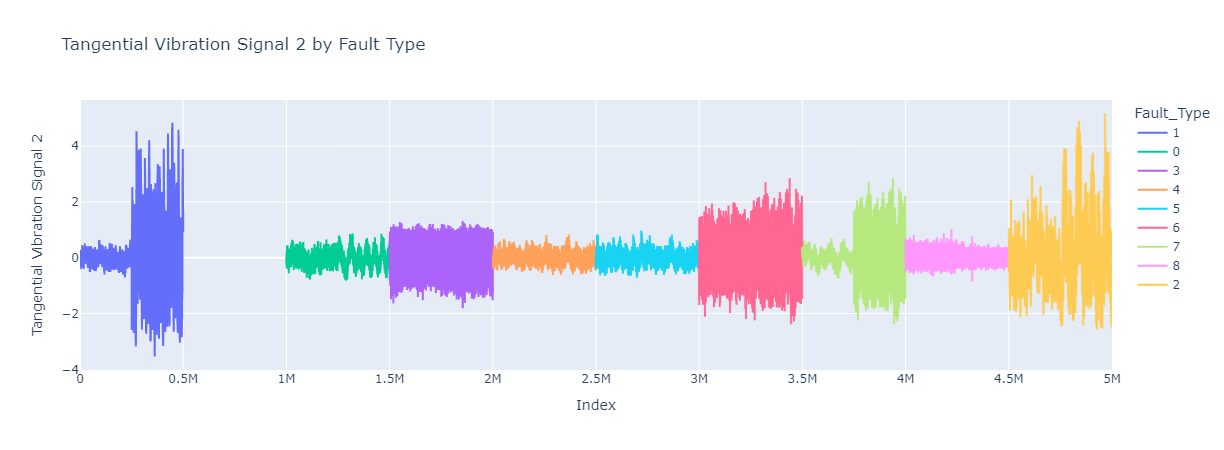 Tangential Vibration Signal 2 by Fault Type
Tangential Vibration Signal 2
4
2
0
−2
−4
0
0.5M
1M
1.5M
2M
2.5M
3M
3.5M
4M
4.5M
5M
Index
Fault_Type
1
0
3
4
5
6
7
8
2